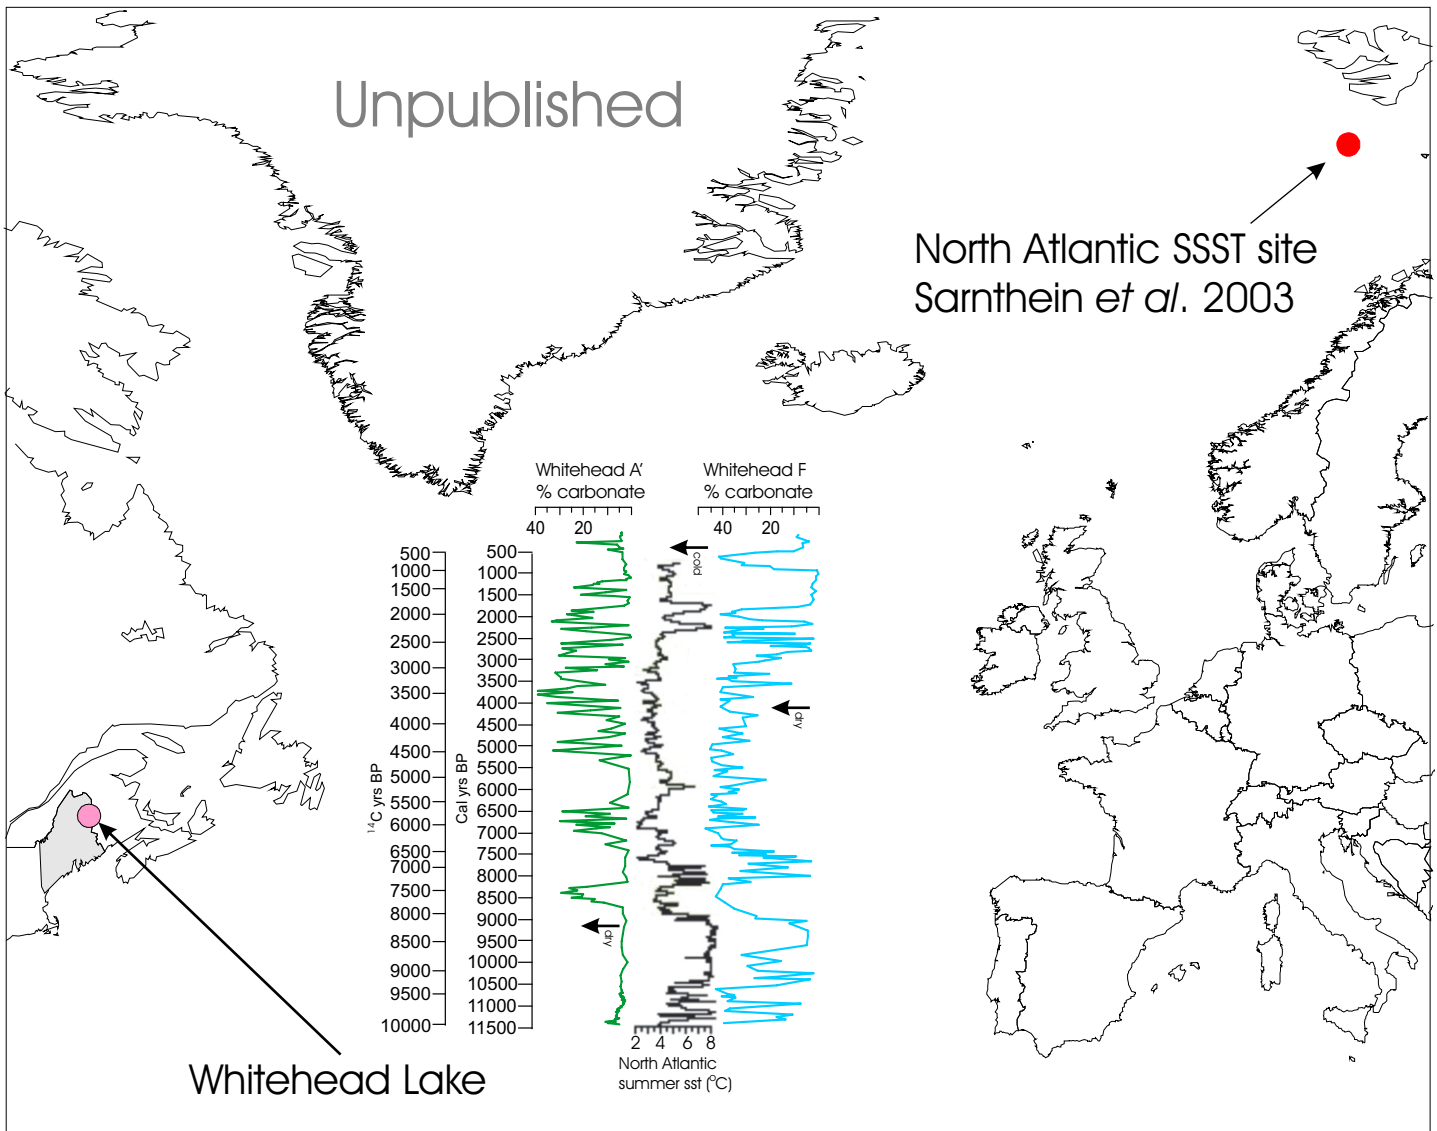 Unpublished
North Atlantic SSST site
Sarnthein et al. 2003
Whitehead A' Whitehead F
% carbonate % carbonate
40 20 40 20
cold
500 500
1000 1000
1500 1500
2000 2000
2500 2500
3000 3000
3500 3500
4000 4000
4500 4500
5000 5000
5500 5500
6000 6000
6500 6500
7000 7000
7500 7500
8000 8000
8500 8500
9000 9000
9500 9500
10000 10000
11000
11500
¹⁴C yrs BP
Cal yrs BP
dry
dry
2 4 6 8
North Atlantic
summer sst (°C)
Whitehead Lake